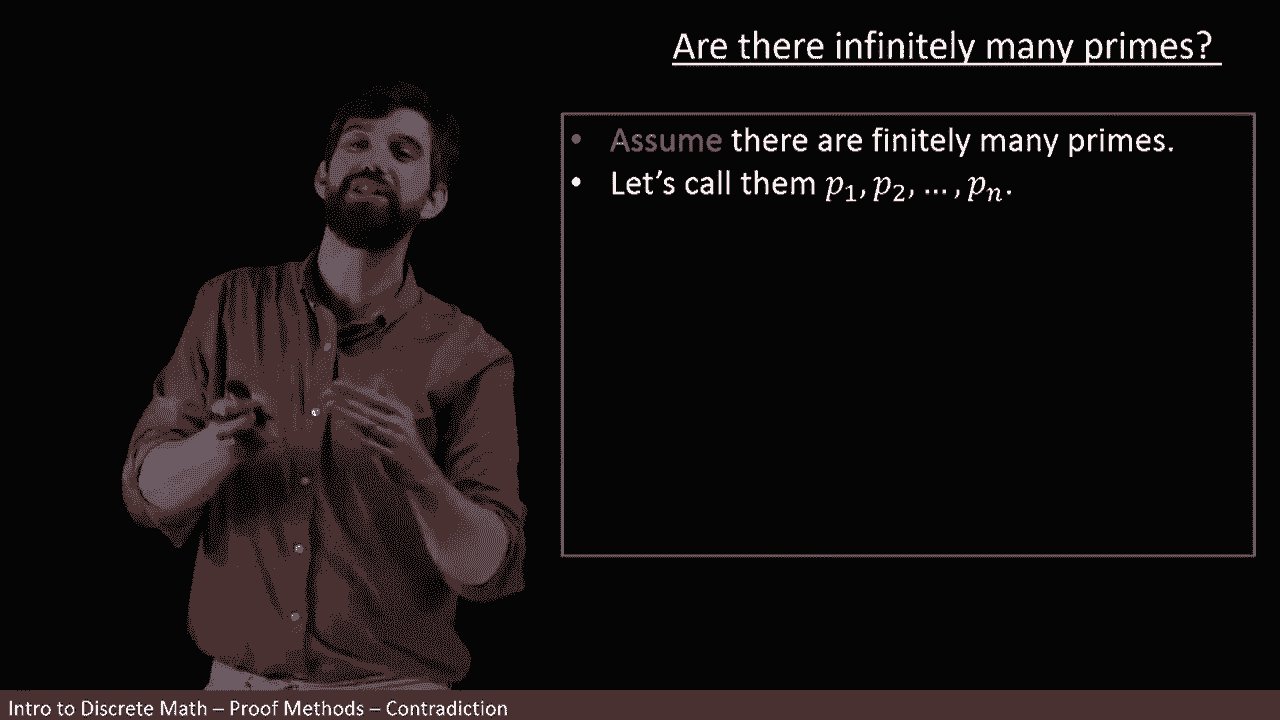 Are there infinitely many primes?
• Assume there are finitely many primes.
• Let’s call them p₁, p₂, … , pₙ.
Intro to Discrete Math – Proof Methods – Contradiction